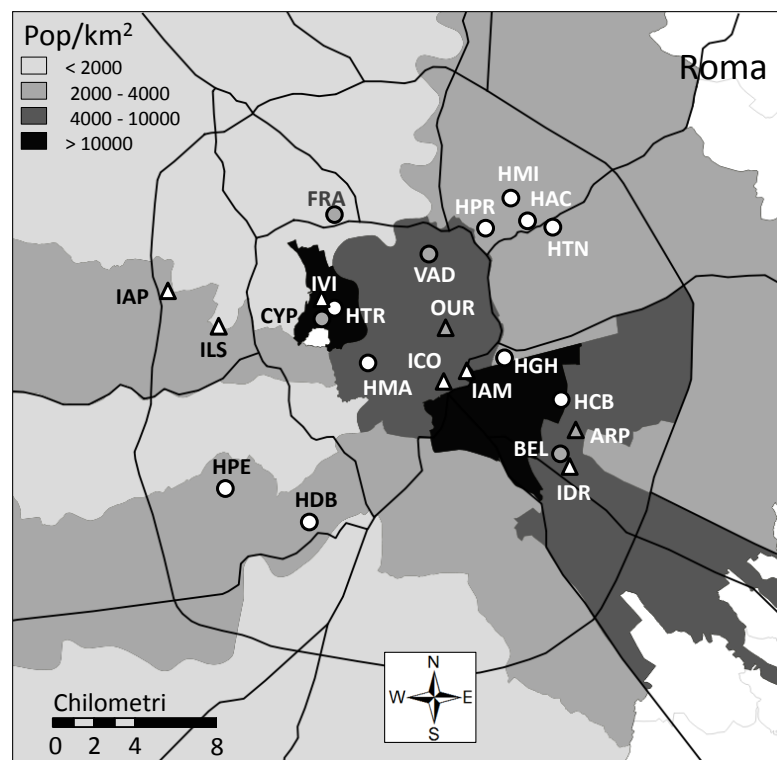 Pop/km²
< 2000
2000 - 4000
4000 - 10000
> 10000
Roma
HMI
FRA
HAC
HPR
HTN
VAD
IVI
IAP
OUR
CYP
HTR
ILS
ICO
HGH
HMA
IAM
HCB
ARP
BEL
HPE
IDR
HDB
N
W
E
S
Chilometri
0 2 4 8